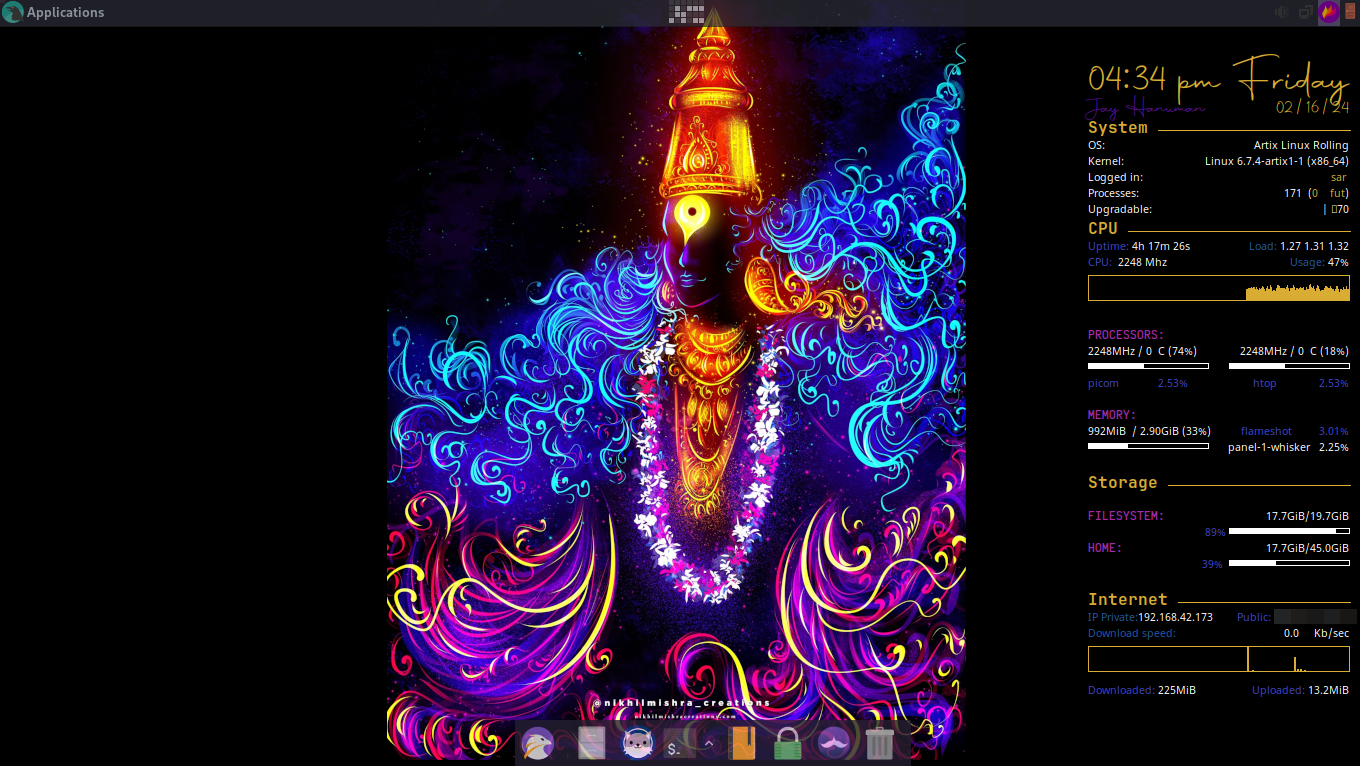 Applications
04:34 pm Friday
Jay Hanuman 02/16/24
System
OS: Artix Linux Rolling
Kernel: Linux 6.7.4-artix1-1 (x86_64)
Logged in: sar
Processes: 171 (0 fut)
Upgradable: | 70
CPU
Uptime: 4h 17m 26s Load: 1.27 1.31 1.32
CPU: 2248 Mhz Usage: 47%
PROCESSORS:
2248MHz / 0 C (74%) 2248MHz / 0 C (18%)
picom 2.53% htop 2.53%
MEMORY:
992MiB / 2.90GiB (33%) flameshot 3.01%
panel-1-whisker 2.25%
Storage
FILESYSTEM: 17.7GiB/19.7GiB
89%
HOME: 17.7GiB/45.0GiB
39%
Internet
IP Private:192.168.42.173 Public:
Download speed: 0.0 Kb/sec
Downloaded: 225MiB Uploaded: 13.2MiB
@nikhilmishra_creations
nikhilmishracreations.com
$_